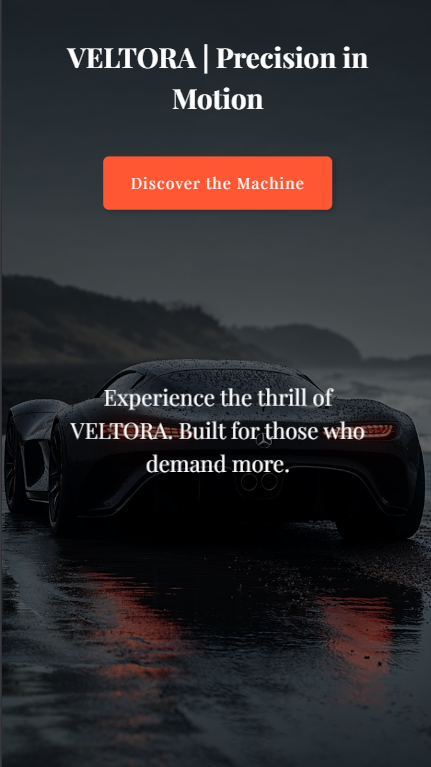 VELTORA | Precision in
Motion
Discover the Machine
Experience the thrill of
VELTORA. Built for those who
demand more.